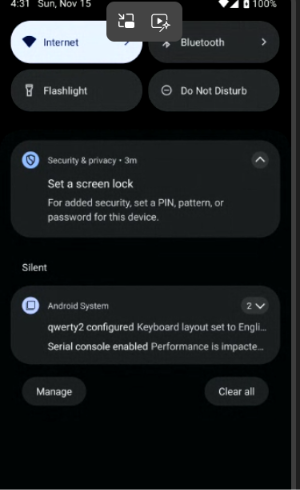 4:31 Sun, Nov 15
100%
Internet
Bluetooth
Flashlight
Do Not Disturb
Security & privacy • 3m
Set a screen lock
For added security, set a PIN, pattern, or
password for this device.
Silent
Android System
2
qwerty2 configured Keyboard layout set to Engli...
Serial console enabled Performance is impacte...
Manage
Clear all